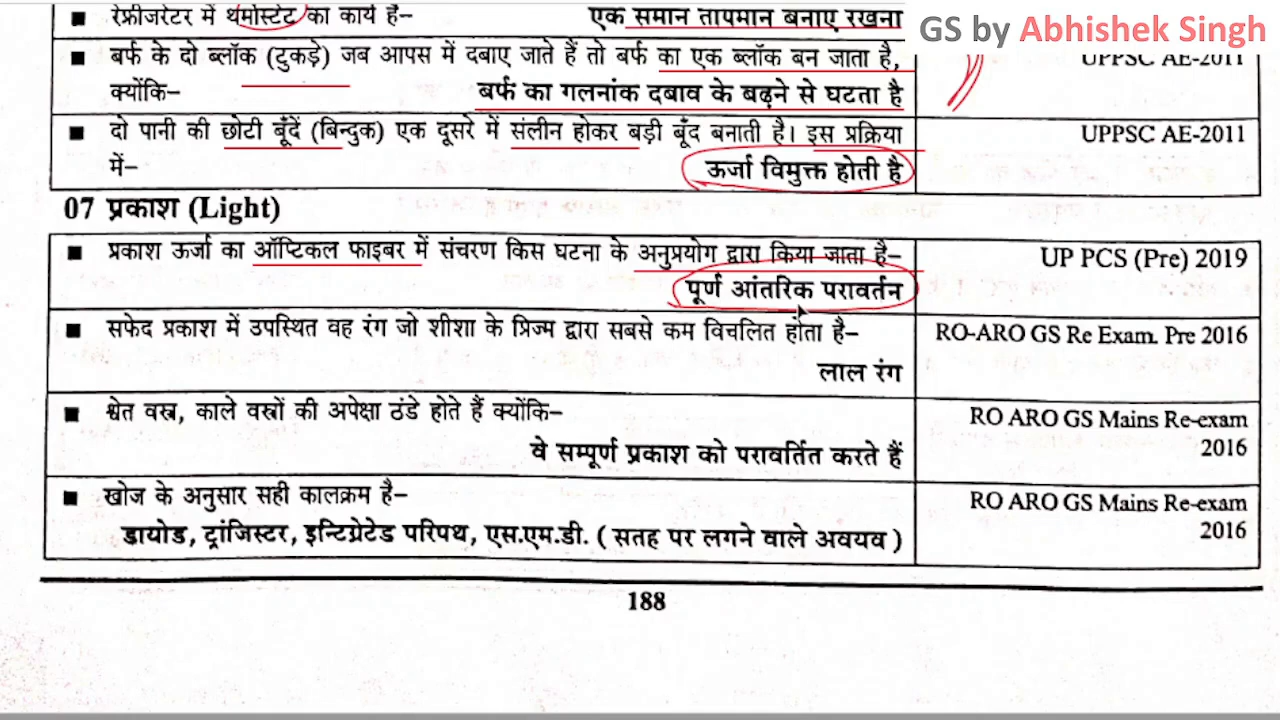 GS by Abhishek Singh
■ रेफ्रीजरेटर में थर्मोस्टेट का कार्य है–
एक समान तापमान बनाए रखना
■ बर्फ के दो ब्लॉक (टुकड़े) जब आपस में दबाए जाते हैं तो बर्फ का एक ब्लॉक बन जाता है,
UPPSC AE-2011
क्योंकि–
बर्फ का गलनांक दबाव के बढ़ने से घटता है
■ दो पानी की छोटी बूँदें (बिन्दुक) एक दूसरे में संलीन होकर बड़ी बूँद बनाती है। इस प्रक्रिया
UPPSC AE-2011
में–
ऊर्जा विमुक्त होती है
07 प्रकाश (Light)
■ प्रकाश ऊर्जा का ऑप्टिकल फाइबर में संचरण किस घटना के अनुप्रयोग द्वारा किया जाता है–
UP PCS (Pre) 2019
पूर्ण आंतरिक परावर्तन
■ सफेद प्रकाश में उपस्थित वह रंग जो शीशा के प्रिज्म द्वारा सबसे कम विचलित होता है–
RO-ARO GS Re Exam. Pre 2016
लाल रंग
■ श्वेत वस्त्र, काले वस्त्रों की अपेक्षा ठंडे होते हैं क्योंकि–
RO ARO GS Mains Re-exam
2016
वे सम्पूर्ण प्रकाश को परावर्तित करते हैं
■ खोज के अनुसार सही कालक्रम है–
RO ARO GS Mains Re-exam
2016
डायोड, ट्रांजिस्टर, इन्टिग्रेटेड परिपथ, एस.एम.डी. ( सतह पर लगने वाले अवयव )
188